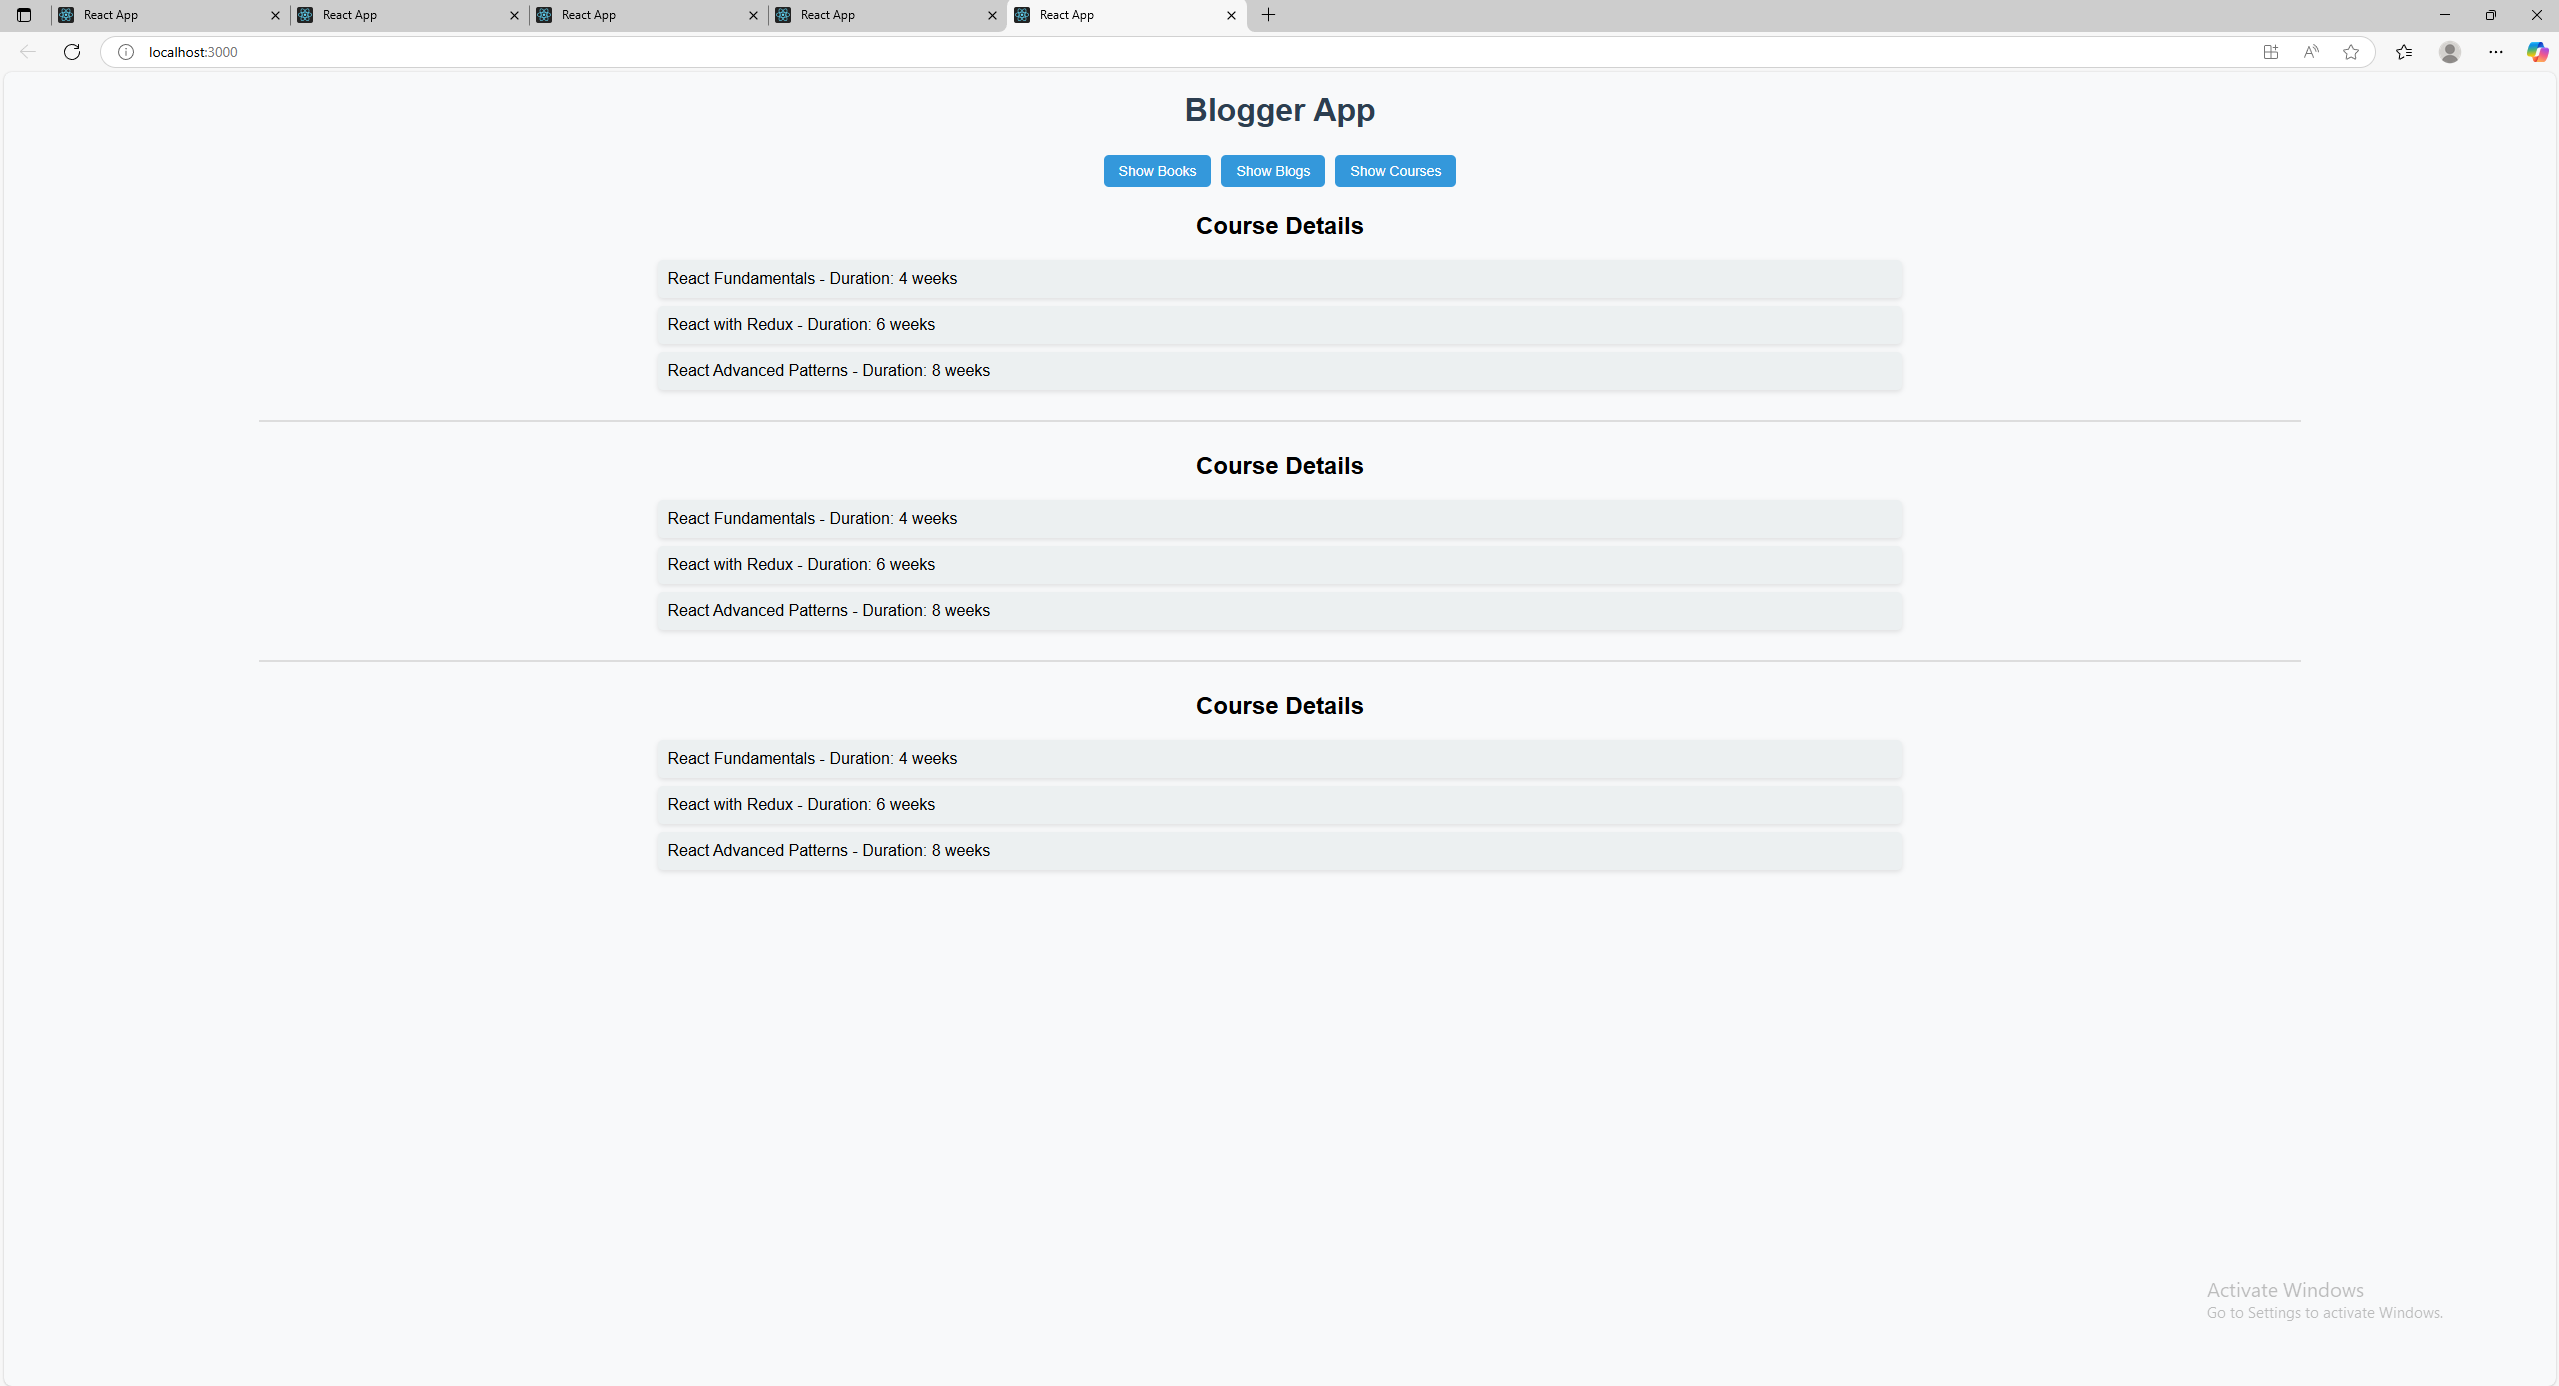 React App
React App
React App
React App
React App
localhost:3000
Blogger App
Show Books
Show Blogs
Show Courses
Course Details
React Fundamentals - Duration: 4 weeks
React with Redux - Duration: 6 weeks
React Advanced Patterns - Duration: 8 weeks
Course Details
React Fundamentals - Duration: 4 weeks
React with Redux - Duration: 6 weeks
React Advanced Patterns - Duration: 8 weeks
Course Details
React Fundamentals - Duration: 4 weeks
React with Redux - Duration: 6 weeks
React Advanced Patterns - Duration: 8 weeks
Activate Windows
Go to Settings to activate Windows.